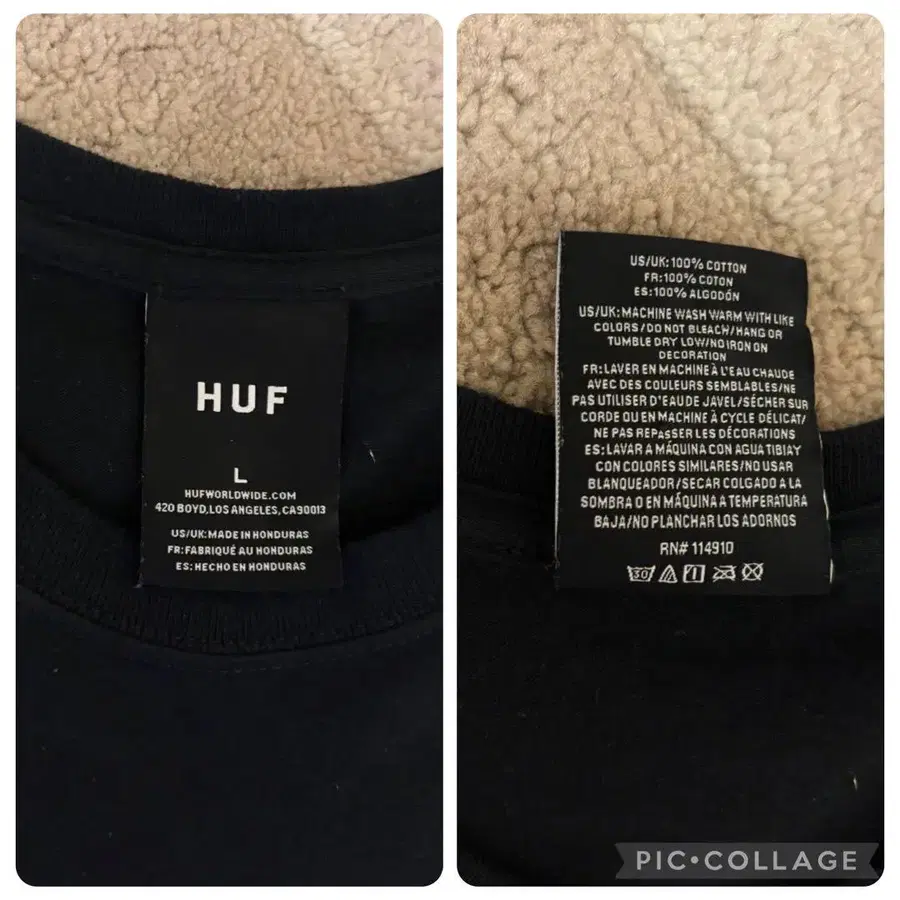 HUF
L
HUFWORLDWIDE.COM
420 BOYD, LOS ANGELES, CA90013
US/UK: MADE IN HONDURAS
FR: FABRIQUÉ AU HONDURAS
ES: HECHO EN HONDURAS
US/UK: 100% COTTON
FR: 100% COTON
ES: 100% ALGODÓN
US/UK: MACHINE WASH WARM WITH LIKE
COLORS/DO NOT BLEACH/HANG OR
TUMBLE DRY LOW/NO IRON ON
DECORATION
FR: LAVER EN MACHINE À L'EAU CHAUDE
AVEC DES COULEURS SEMBLABLES/NE
PAS UTILISER D'EAU DE JAVEL/SÉCHER SUR
CORDE OU EN MACHINE À CYCLE DÉLICAT/
NE PAS REPASSER LES DÉCORATIONS
ES: LAVAR A MÁQUINA CON AGUA TIBIA Y
CON COLORES SIMILARES/NO USAR
BLANQUEADOR/SECAR COLGADO A LA
SOMBRA O EN MÁQUINA A TEMPERATURA
BAJA/NO PLANCHAR LOS ADORNOS
RN# 114910
30
PIC•COLLAGE